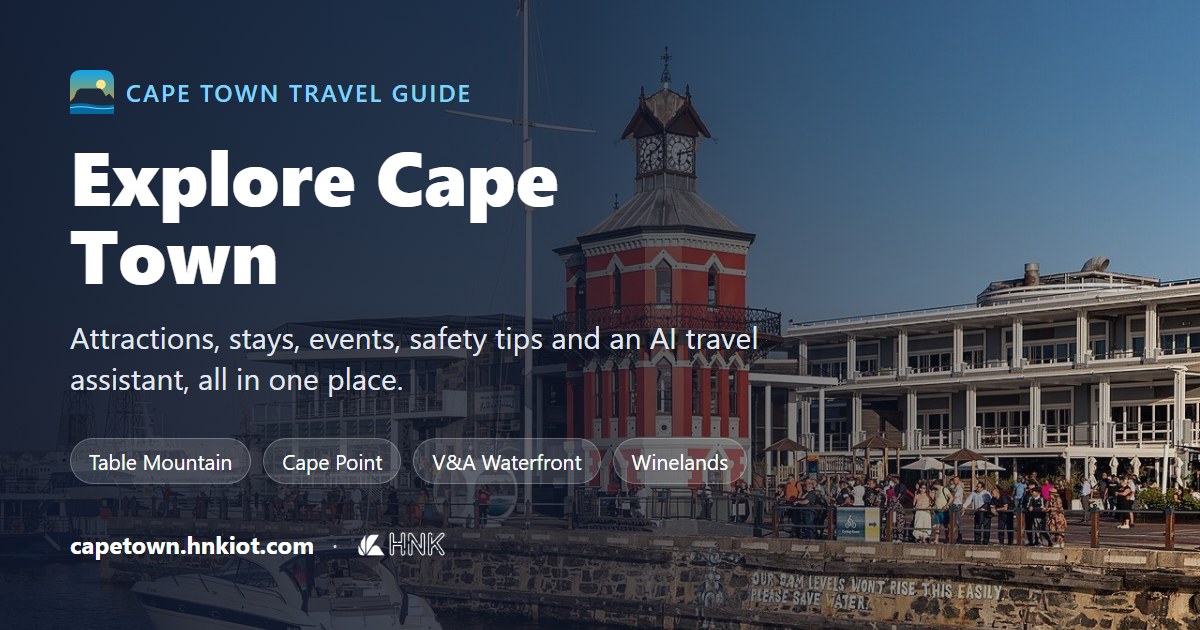 CAPE TOWN TRAVEL GUIDE
Explore Cape
Town
Attractions, stays, events, safety tips and an AI travel
assistant, all in one place.
Table Mountain
Cape Point
V&A Waterfront
Winelands
capetown.hnkiot.com · HNK
OUR DAM LEVELS WON'T RISE THIS EASILY.
PLEASE SAVE WATER.